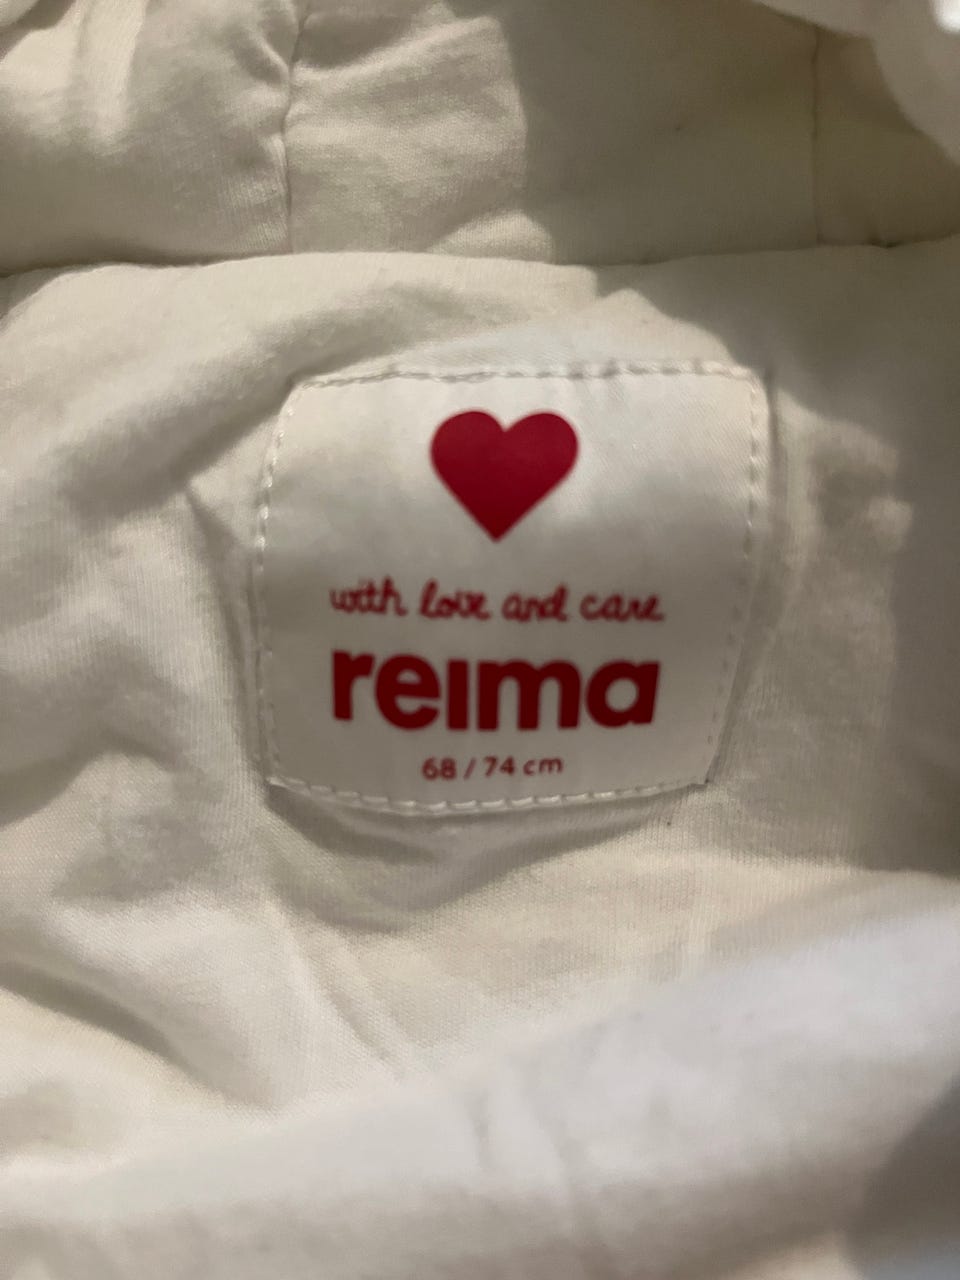 with love and care
reima
68 / 74 cm